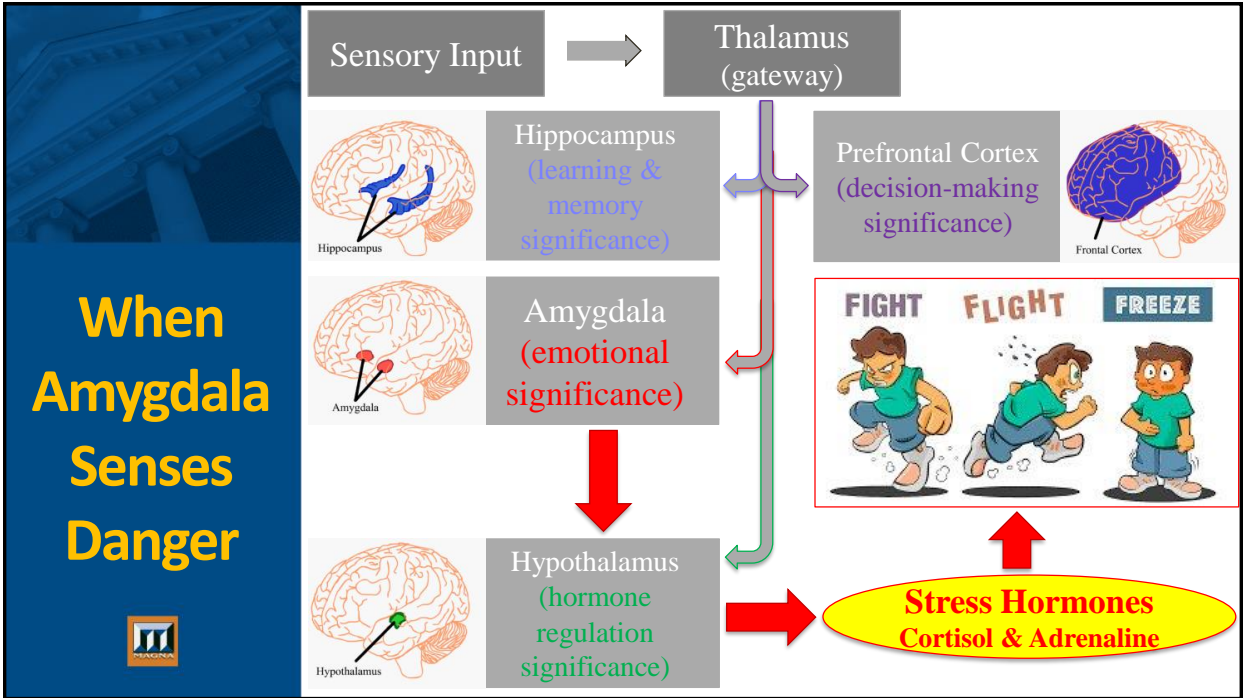 When
Amygdala
Senses
Danger
MAGNA
Sensory Input
Thalamus
(gateway)
Hippocampus
Hippocampus
(learning &
memory
significance)
Prefrontal Cortex
(decision-making
significance)
Frontal Cortex
Amygdala
Amygdala
(emotional
significance)
FIGHT
FLIGHT
FREEZE
Hypothalamus
Hypothalamus
(hormone
regulation
significance)
Stress Hormones
Cortisol & Adrenaline